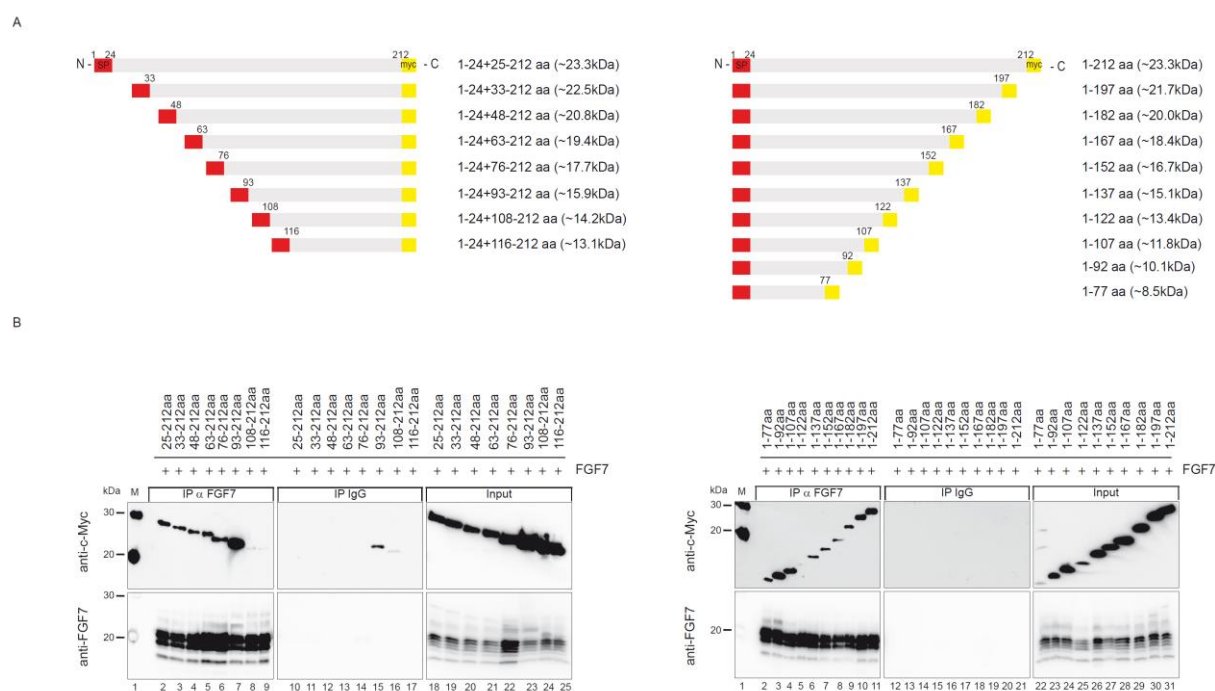 A
1 24 212
N - SP myc - C 1-24+25-212 aa (~23.3kDa)
33
1-24+33-212 aa (~22.5kDa)
48
1-24+48-212 aa (~20.8kDa)
63
1-24+63-212 aa (~19.4kDa)
76
1-24+76-212 aa (~17.7kDa)
93
1-24+93-212 aa (~15.9kDa)
108
1-24+108-212 aa (~14.2kDa)
116
1-24+116-212 aa (~13.1kDa)
1 24 212
N - SP myc - C 1-212 aa (~23.3kDa)
197
1-197 aa (~21.7kDa)
182
1-182 aa (~20.0kDa)
167
1-167 aa (~18.4kDa)
152
1-152 aa (~16.7kDa)
137
1-137 aa (~15.1kDa)
122
1-122 aa (~13.4kDa)
107
1-107 aa (~11.8kDa)
92
1-92 aa (~10.1kDa)
77
1-77 aa (~8.5kDa)
B
25-212aa 33-212aa 48-212aa 63-212aa 76-212aa 93-212aa 108-212aa 116-212aa 25-212aa 33-212aa 48-212aa 63-212aa 76-212aa 93-212aa 108-212aa 116-212aa 25-212aa 33-212aa 48-212aa 63-212aa 76-212aa 93-212aa 108-212aa 116-212aa
+ + + + + + + + + + + + + + + + + + + + + + + + FGF7
kDa M IP α FGF7 IP IgG Input
30
20
anti-c-Myc
30
20
anti-FGF7
1 2 3 4 5 6 7 8 9 10 11 12 13 14 15 16 17 18 19 20 21 22 23 24 25
1-77aa 1-92aa 1-107aa 1-122aa 1-137aa 1-152aa 1-167aa 1-182aa 1-197aa 1-212aa 1-77aa 1-92aa 1-107aa 1-122aa 1-137aa 1-152aa 1-167aa 1-182aa 1-197aa 1-212aa 1-77aa 1-92aa 1-107aa 1-122aa 1-137aa 1-152aa 1-167aa 1-182aa 1-197aa 1-212aa
+ + + + + + + + + + + + + + + + + + + + + + + + + + + + + + FGF7
kDa M IP α FGF7 IP IgG Input
30
20
anti-c-Myc
20
anti-FGF7
1 2 3 4 5 6 7 8 9 10 11 12 13 14 15 16 17 18 19 20 21 22 23 24 25 26 27 28 29 30 31